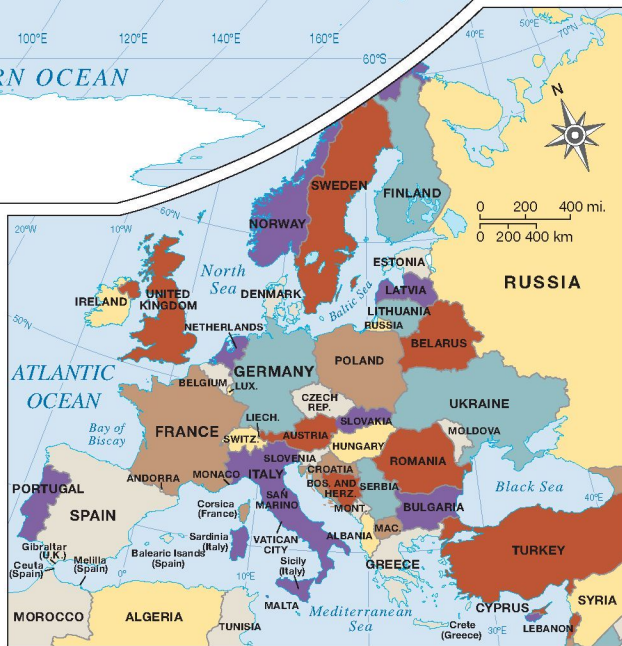 100°E
120°E
140°E
160°E
60°S
40°E
50°E
70°N
RN OCEAN
N
0 200 400 mi.
0 200 400 km
60°N
20°W
10°W
50°N
SWEDEN
FINLAND
NORWAY
ESTONIA
North
Sea
DENMARK
Baltic Sea
LATVIA
LITHUANIA
RUSSIA
RUSSIA
IRELAND
UNITED
KINGDOM
NETHERLANDS
BELARUS
POLAND
ATLANTIC
OCEAN
BELGIUM
LUX.
GERMANY
CZECH
REP.
UKRAINE
SLOVAKIA
MOLDOVA
Bay of
Biscay
FRANCE
LIECH.
SWITZ.
AUSTRIA
HUNGARY
SLOVENIA
CROATIA
ROMANIA
ANDORRA
MONACO
ITALY
BOS. AND
HERZ.
SERBIA
Black Sea
40°E
PORTUGAL
SPAIN
Corsica
(France)
SAN
MARINO
MONT.
BULGARIA
Sardinia
(Italy)
VATICAN
CITY
ALBANIA
MAC.
Gibraltar
(U.K.)
Ceuta
(Spain)
Melilla
(Spain)
Balearic Islands
(Spain)
0°
10°E
Sicily
(Italy)
GREECE
TURKEY
MALTA
Mediterranean
Sea
CYPRUS
SYRIA
LEBANON
Crete
(Greece)
30°E
MOROCCO
ALGERIA
TUNISIA